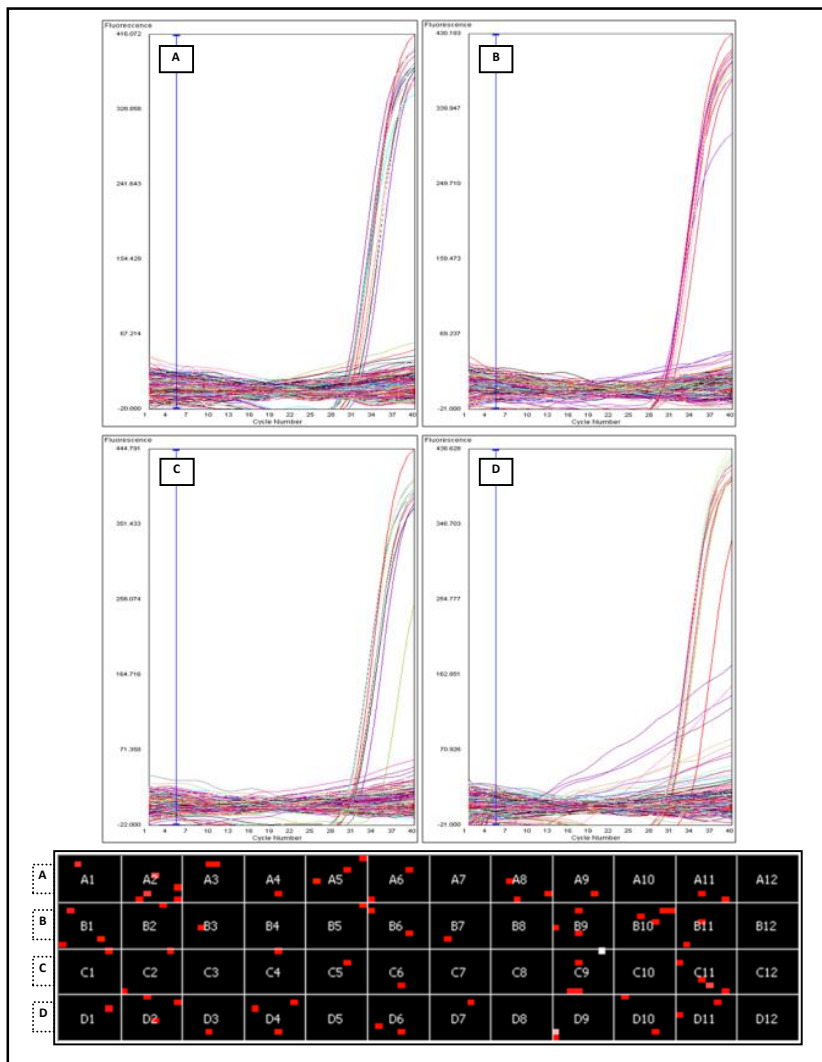 Fluorescence
416.072
A
241.643
154.429
67.214
-20.000
1 4 7 10 13 16 19 22 25 28 31 34 37 40
Cycle Number
Fluorescence
430.183
B
339.947
249.710
159.473
69.237
-21.000
1 4 7 10 13 16 19 22 25 28 31 34 37 40
Cycle Number
Fluorescence
444.791
C
351.433
258.074
164.716
71.358
-22.000
1 4 7 10 13 16 19 22 25 28 31 34 37 40
Cycle Number
Fluorescence
D
346.703
254.777
162.851
70.926
-21.000
1 4 7 10 13 16 19 22 25 28 31 34 37 40
Cycle Number
A A1 A2 A3 A4 A5 A6 A7 A8 A9 A10 A11 A12
B B1 B2 B3 B4 B5 B6 B7 B8 B9 B10 B11 B12
C C1 C2 C3 C4 C5 C6 C7 C8 C9 C10 C11 C12
D D1 D2 D3 D4 D5 D6 D7 D8 D9 D10 D11 D12